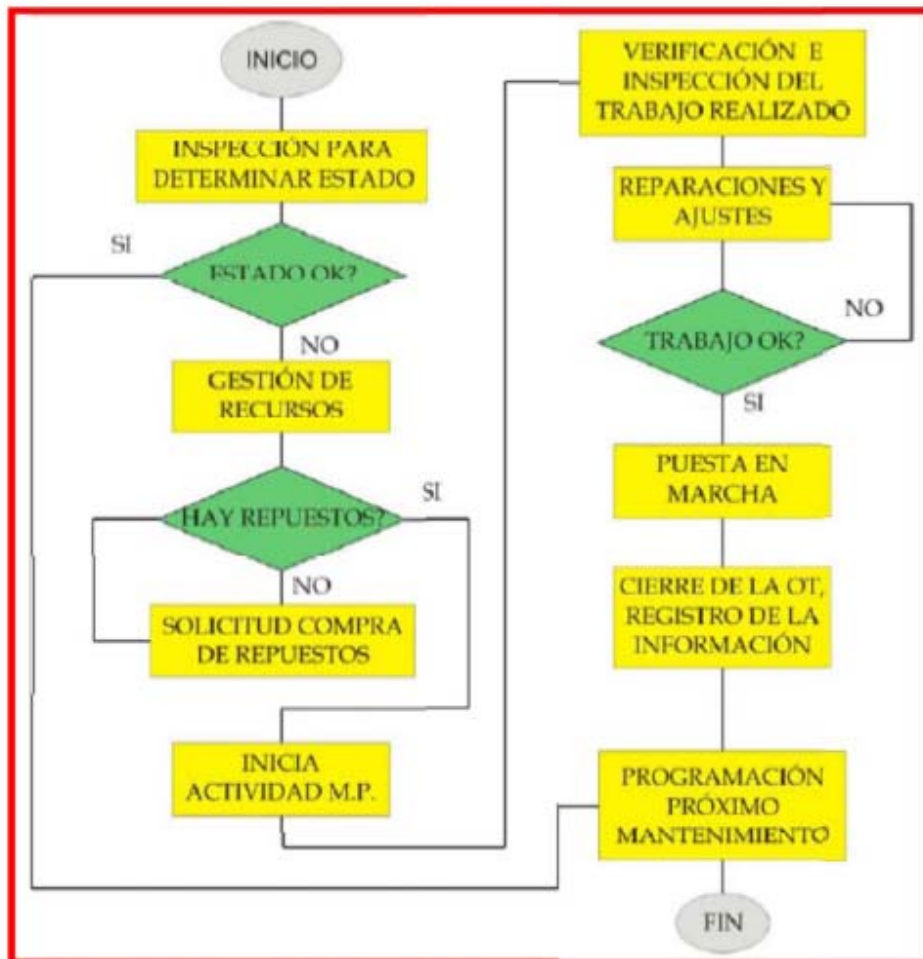 INICIO
INSPECCIÓN PARA
DETERMINAR ESTADO
SI
ESTADO OK?
NO
GESTIÓN DE
RECURSOS
SI
HAY REPUESTOS?
NO
SOLICITUD COMPRA
DE REPUESTOS
INICIA
ACTIVIDAD M.P.
VERIFICACIÓN E
INSPECCIÓN DEL
TRABAJO REALIZADO
REPARACIONES Y
AJUSTES
NO
TRABAJO OK?
SI
PUESTA EN
MARCHA
CIERRE DE LA OT,
REGISTRO DE LA
INFORMACIÓN
PROGRAMACIÓN
PRÓXIMO
MANTENIMIENTO
FIN